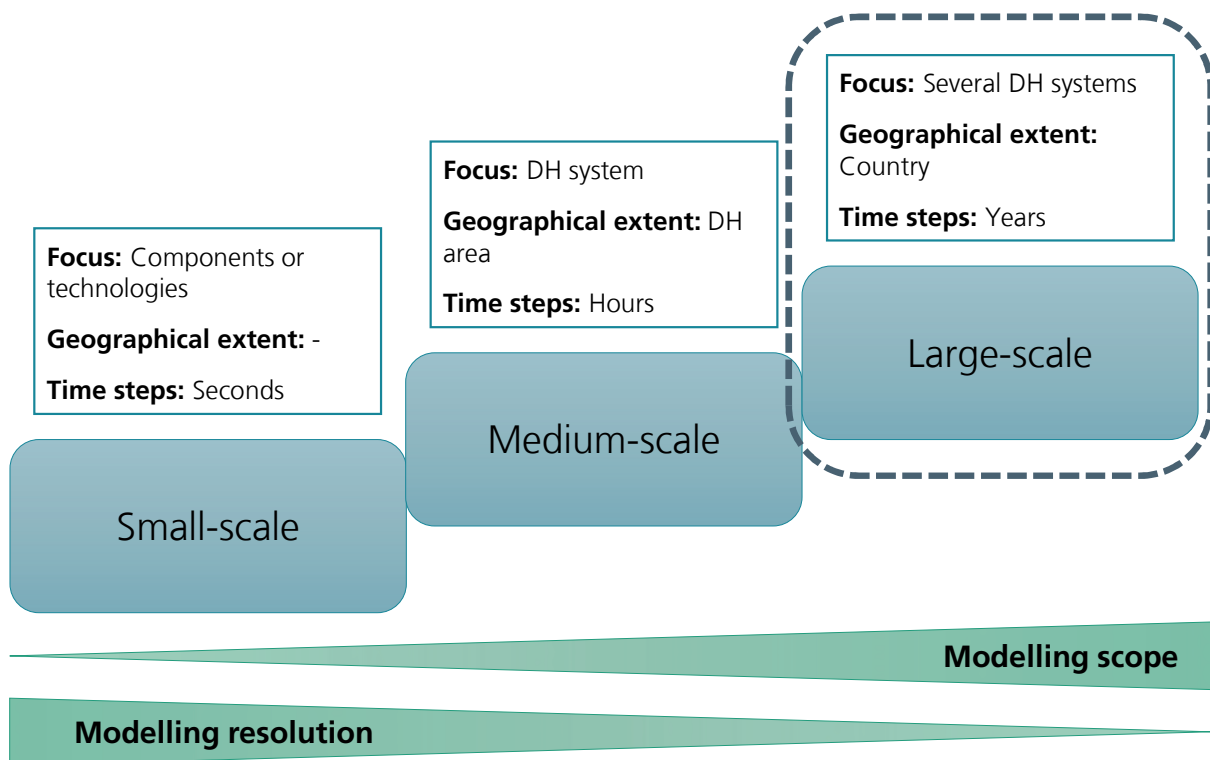 Focus: Components or
technologies
Geographical extent: -
Time steps: Seconds
Small-scale
Focus: DH system
Geographical extent: DH
area
Time steps: Hours
Medium-scale
Focus: Several DH systems
Geographical extent:
Country
Time steps: Years
Large-scale
Modelling scope
Modelling resolution